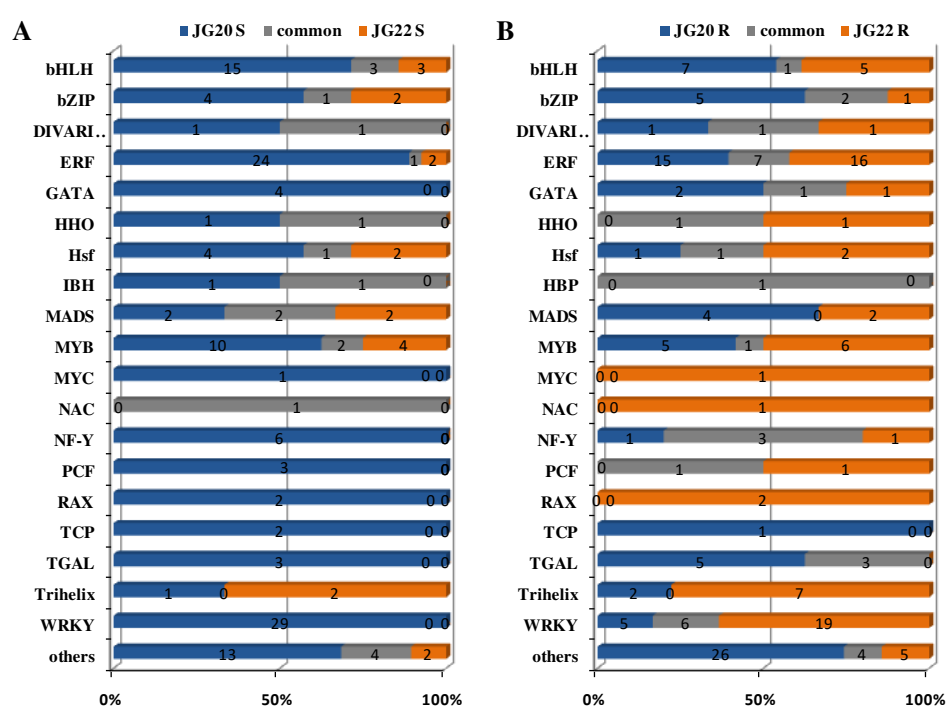 A
JG20 S common JG22 S
bHLH 15 3 3
bZIP 4 1 2
DIVARI.. 1 1 0
ERF 24 1 2
GATA 4 0 0
HHO 1 1 0
Hsf 4 1 2
IBH 1 1 0
MADS 2 2 2
MYB 10 2 4
MYC 1 0 0
NAC 0 1 0
NF-Y 6 0
PCF 3 0
RAX 2 0 0
TCP 2 0 0
TGAL 3 0 0
Trihelix 1 0 2
WRKY 29 0 0
others 13 4 2
0% 50% 100%
B
JG20 R common JG22 R
bHLH 7 1 5
bZIP 5 2 1
DIVARI.. 1 1 1
ERF 15 7 16
GATA 2 1 1
HHO 0 1 1
Hsf 1 1 2
HBP 0 1 0
MADS 4 0 2
MYB 5 1 6
MYC 0 0 1
NAC 0 0 1
NF-Y 1 3 1
PCF 0 1 1
RAX 0 0 2
TCP 1 0 0
TGAL 5 3 0
Trihelix 2 0 7
WRKY 5 6 19
others 26 4 5
0% 50% 100%